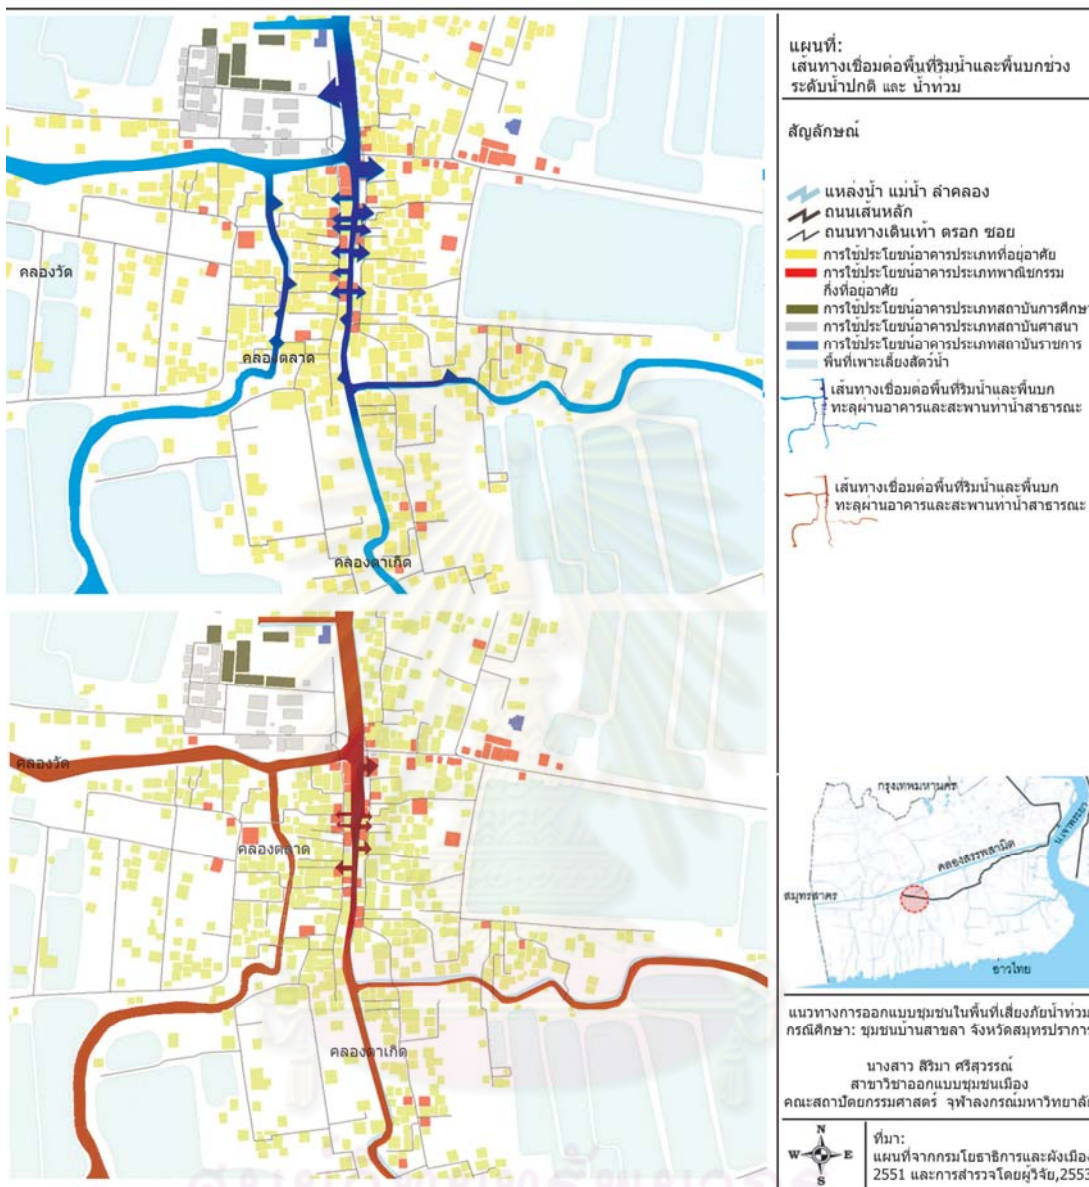 แผนที่:
เส้นทางเชื่อมต่อพื้นที่ริมน้ำและพื้นบกช่วง
ระดับน้ำปกติ และ น้ำท่วม
สัญลักษณ์
แหล่งน้ำ แม่น้ำ ลำคลอง
ถนนเส้นหลัก
ถนนทางเดินเท้า ตรอก ซอย
การใช้ประโยชน์อาคารประเภทที่อยู่อาศัย
การใช้ประโยชน์อาคารประเภทพาณิชกรรม
กึ่งที่อยู่อาศัย
การใช้ประโยชน์อาคารประเภทสถาบันการศึกษ
การใช้ประโยชน์อาคารประเภทสถาบันศาสนา
การใช้ประโยชน์อาคารประเภทสถาบันราชการ
พื้นที่เพาะเลี้ยงสัตว์น้ำ
เส้นทางเชื่อมต่อพื้นที่ริมน้ำและพื้นบก
ทะลุผ่านอาคารและสะพานท่าน้ำสาธารณะ
เส้นทางเชื่อมต่อพื้นที่ริมน้ำและพื้นบก
ทะลุผ่านอาคารและสะพานท่าน้ำสาธารณะ
คลองวัด
คลองตลาด
คลองตาเกิด
คลองวัด
คลองตลาด
คลองตาเกิด
กรุงเทพมหานคร
น.เจ้าพระยา
คลองสรรพสามิต
สมุทรสาคร
อ่าวไทย
แนวทางการออกแบบชุมชนในพื้นที่เสี่ยงภัยน้ำท่วม
กรณีศึกษา: ชุมชนบ้านสาขลา จังหวัดสมุทรปราการ
นางสาว สิริมา ศรีสุวรรณ์
สาขาวิชาออกแบบชุมชนเมือง
คณะสถาปัตยกรรมศาสตร์ จุฬาลงกรณ์มหาวิทยาลัย
N
W E
S
ที่มา:
แผนที่จากกรมโยธาธิการและผังเมือง
2551 และการสำรวจโดยผู้วิจัย,2553